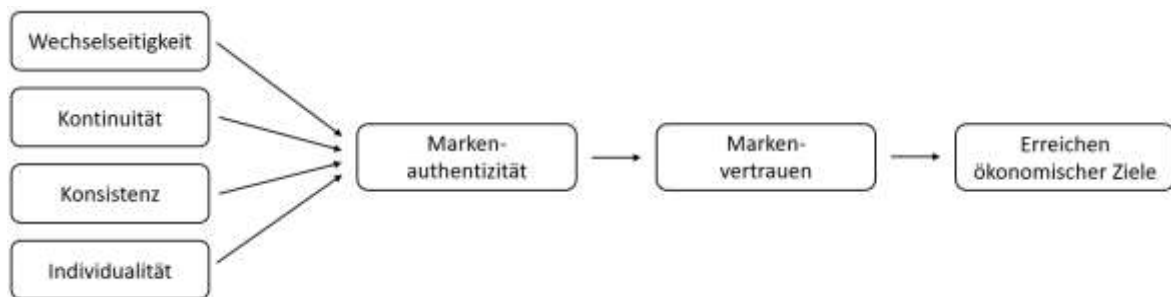 Wechselseitigkeit
Kontinuität
Konsistenz
Individualität
Marken-
authentizität
Marken-
vertrauen
Erreichen
ökonomischer Ziele